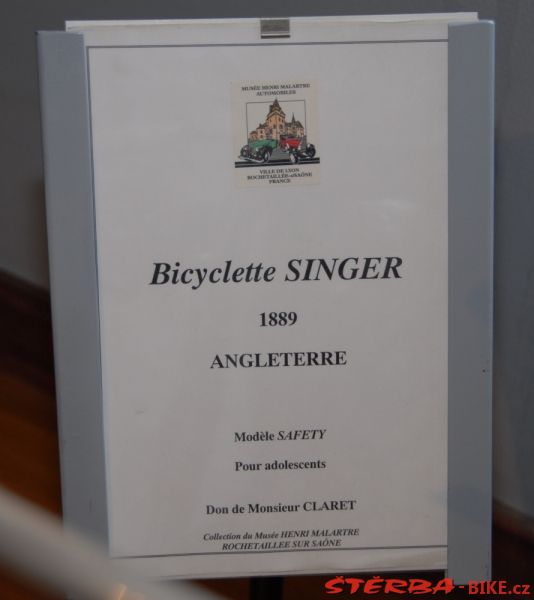 MUSÉE HENRI MALARTRE
AUTOMOBILES
VILLE DE LYON
ROCHETAILLÉE-s/SAÔNE
FRANCE
Bicyclette SINGER
1889
ANGLETERRE
Modèle SAFETY
Pour adolescents
Don de Monsieur CLARET
Collection du Musée HENRI MALARTRE
ROCHETAILLEE SUR SAÔNE
ŠTĚRBA-BIKE.cz